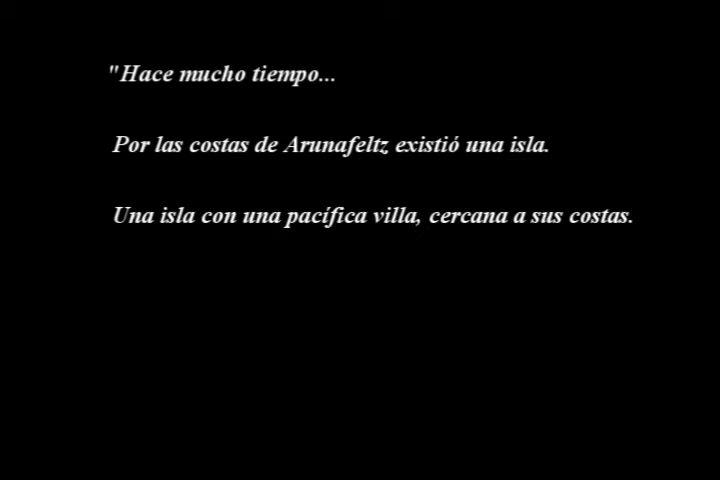 "Hace mucho tiempo...
Por las costas de Arunafeltz existió una isla.
Una isla con una pacífica villa, cercana a sus costas.